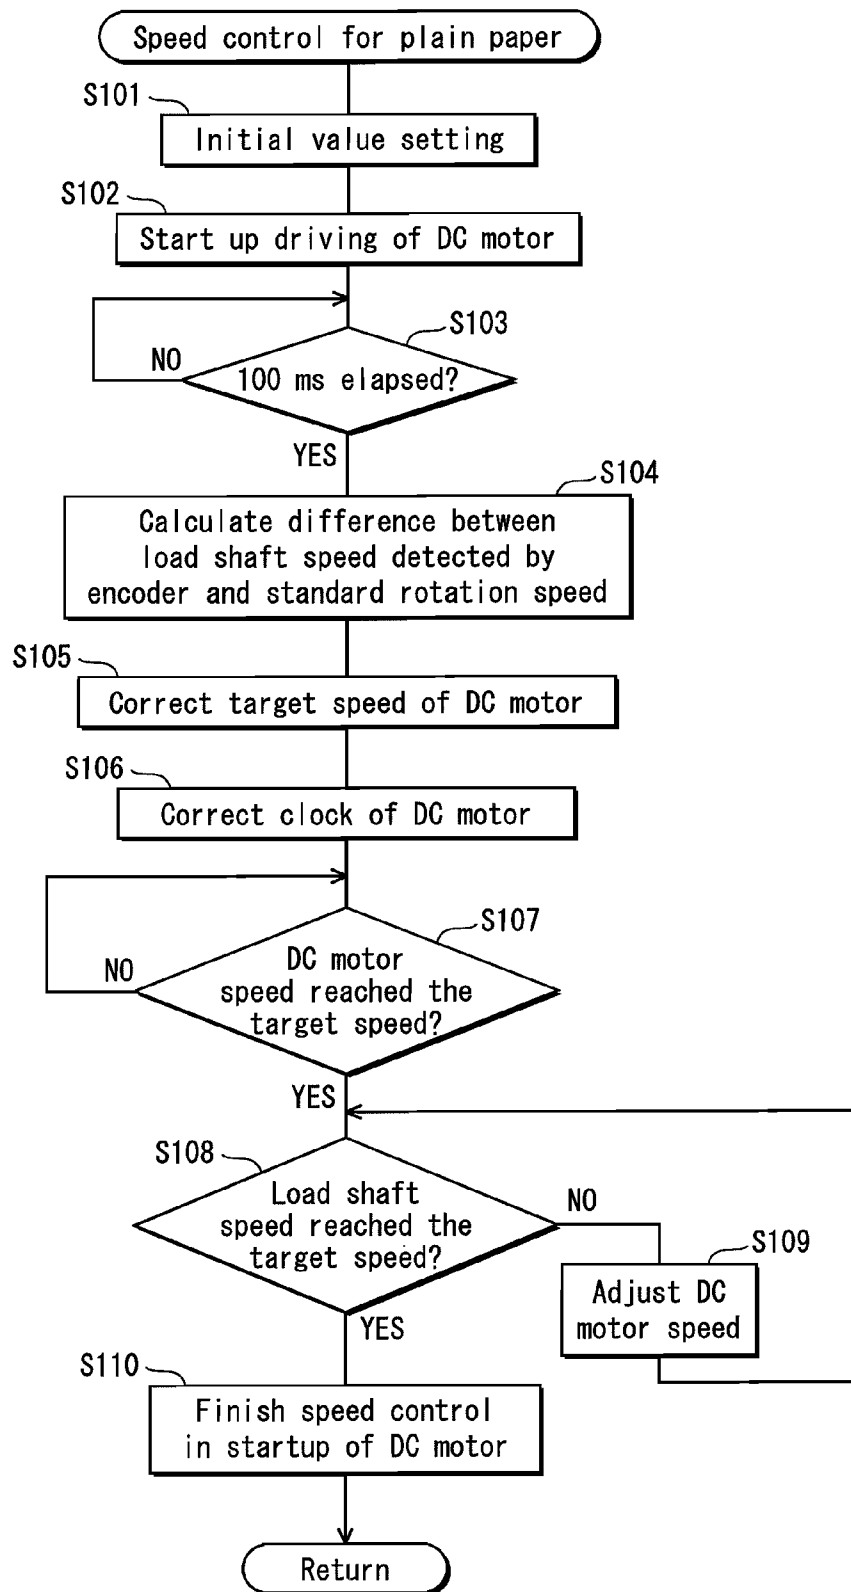 Speed control for plain paper
S101
Initial value setting
S102
Start up driving of DC motor
S103
NO
100 ms elapsed?
YES
S104
Calculate difference between
load shaft speed detected by
encoder and standard rotation speed
S105
Correct target speed of DC motor
S106
Correct clock of DC motor
S107
NO
DC motor
speed reached the
target speed?
YES
S108
Load shaft
speed reached the
target speed?
NO
S109
Adjust DC
motor speed
YES
S110
Finish speed control
in startup of DC motor
Return